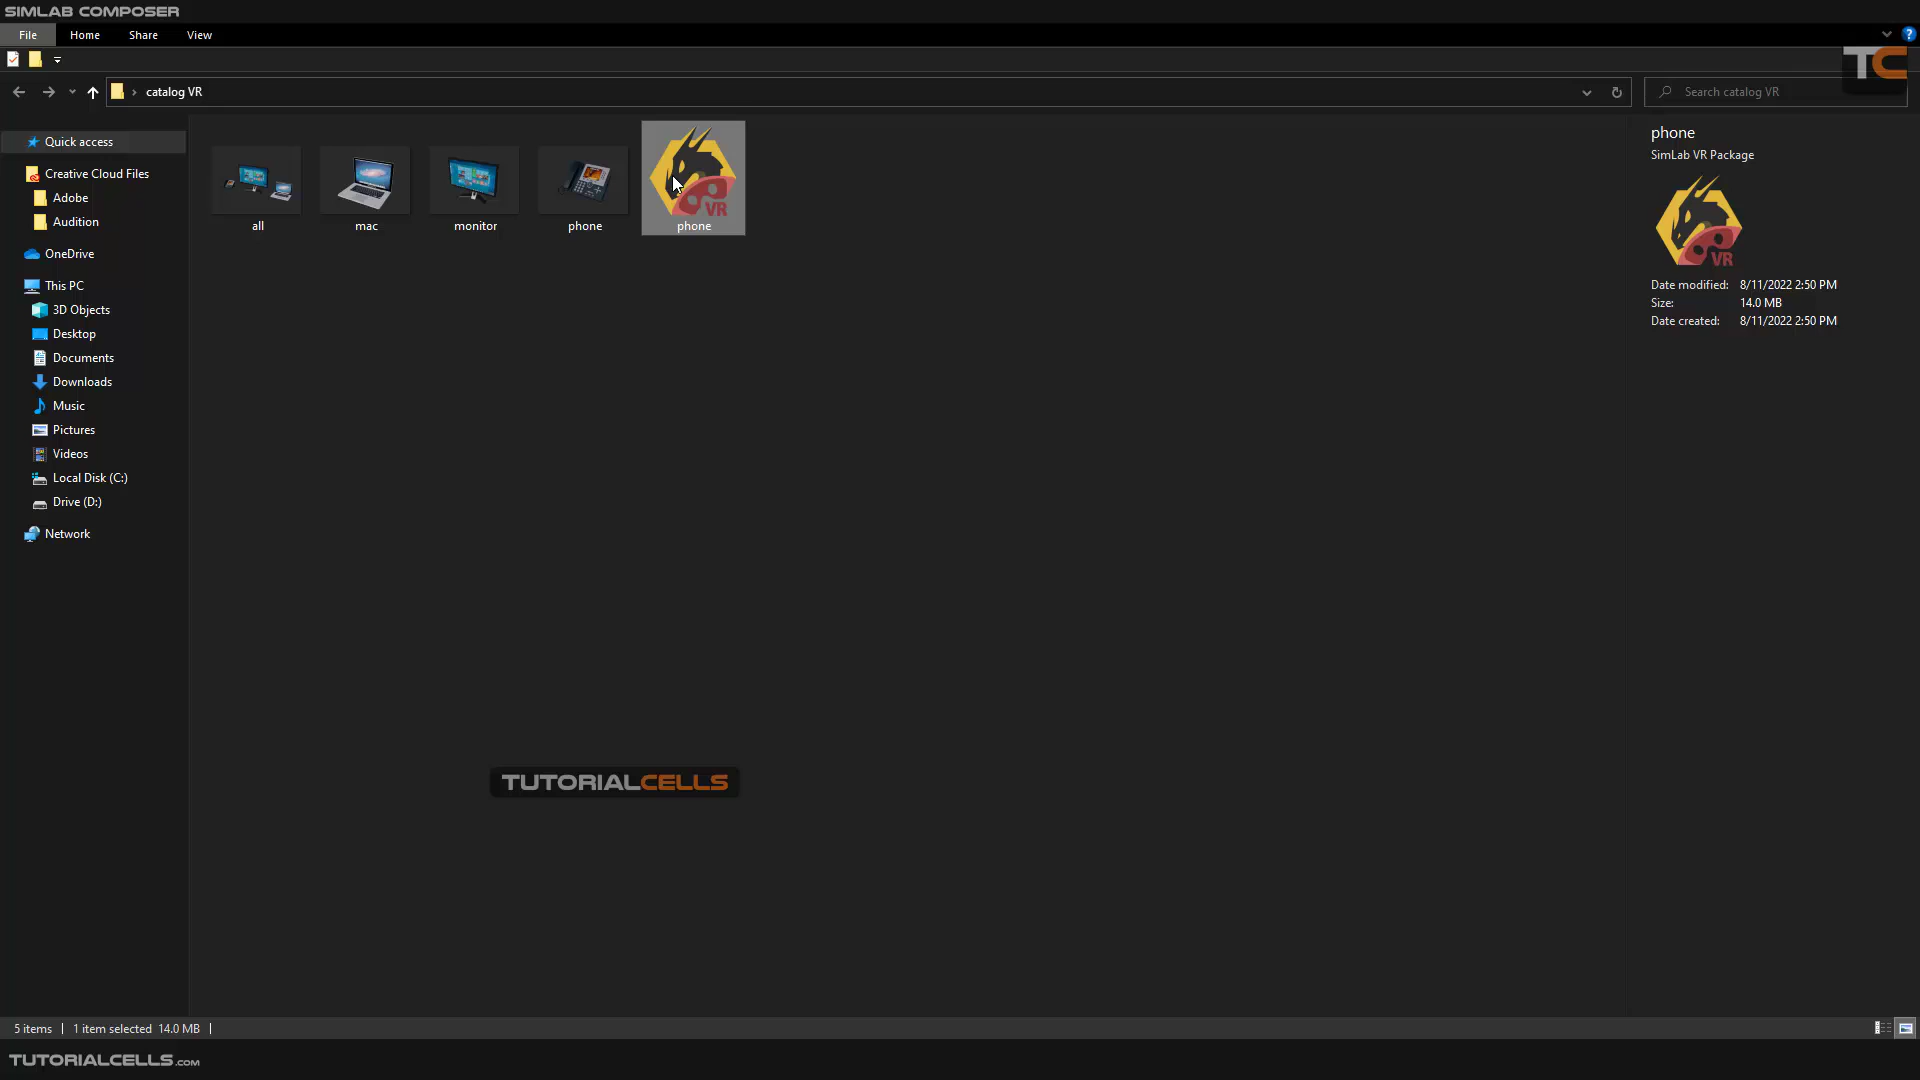 SIMLAB COMPOSER
File Home Share View
TC
catalog VR
Search catalog VR
Quick access
Creative Cloud Files
Adobe
Audition
OneDrive
This PC
3D Objects
Desktop
Documents
Downloads
Music
Pictures
Videos
Local Disk (C:)
Drive (D:)
Network
VR
all mac monitor phone phone
phone
SimLab VR Package
VR
Date modified: 8/11/2022 2:50 PM
Size: 14.0 MB
Date created: 8/11/2022 2:50 PM
TUTORIALCELLS
5 items 1 item selected 14.0 MB
TUTORIALCELLS.COM